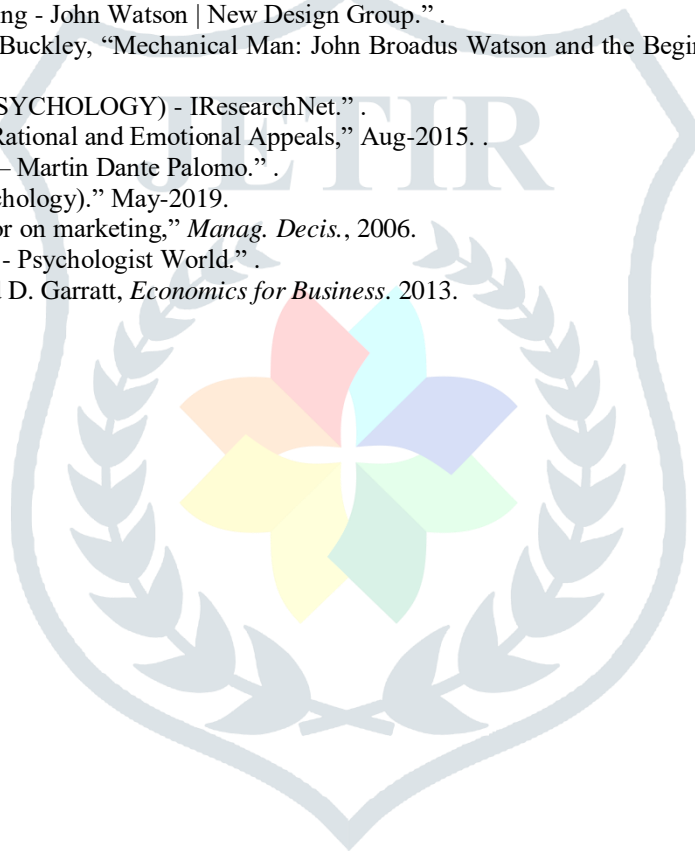 ng - John Watson | New Design Group.” .
Buckley, “Mechanical Man: John Broadus Watson and the Begin
SYCHOLOGY) - IResearchNet.” .
Rational and Emotional Appeals,” Aug-2015. .
– Martin Dante Palomo.” .
chology).” May-2019.
or on marketing,” Manag. Decis., 2006.
- Psychologist World.” .
d D. Garratt, Economics for Business. 2013.
JETIR